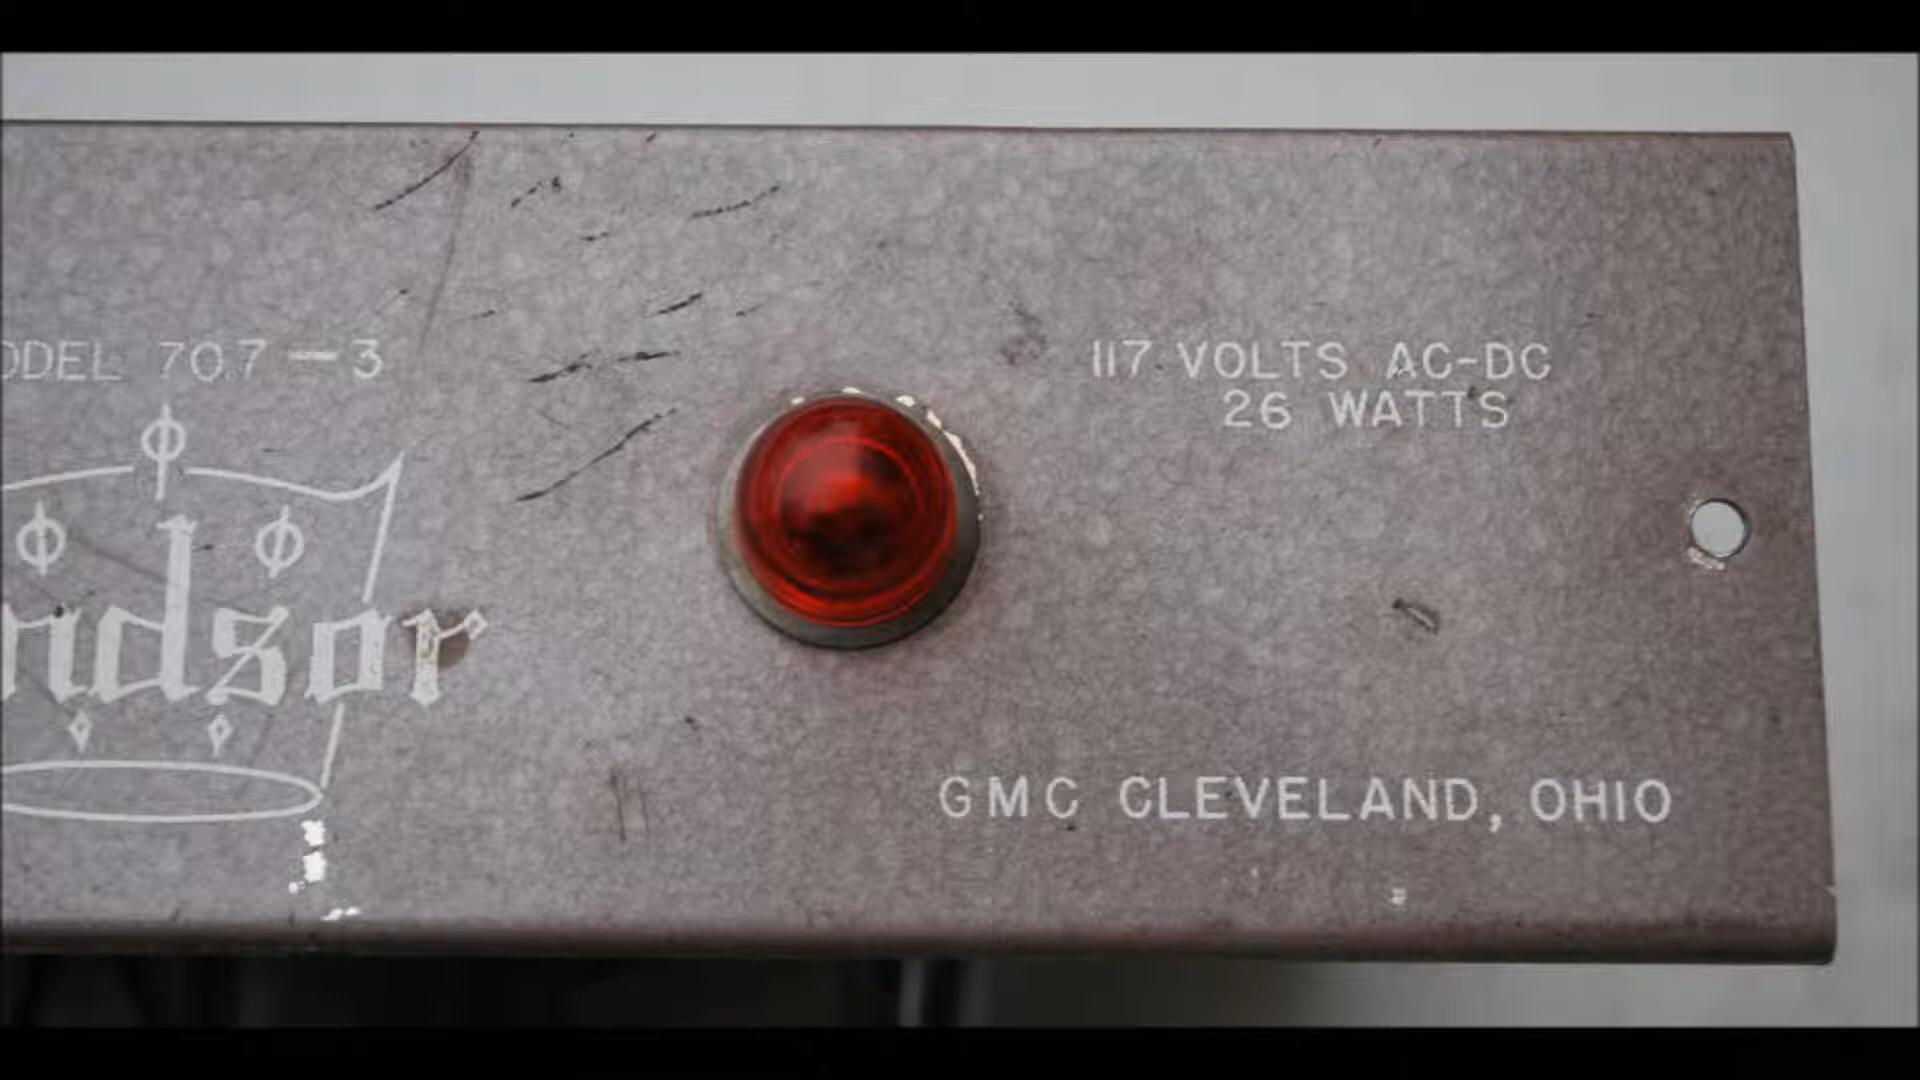 ODEL 707-3
ndsor
117 VOLTS AC-DC
26 WATTS
GMC CLEVELAND, OHIO